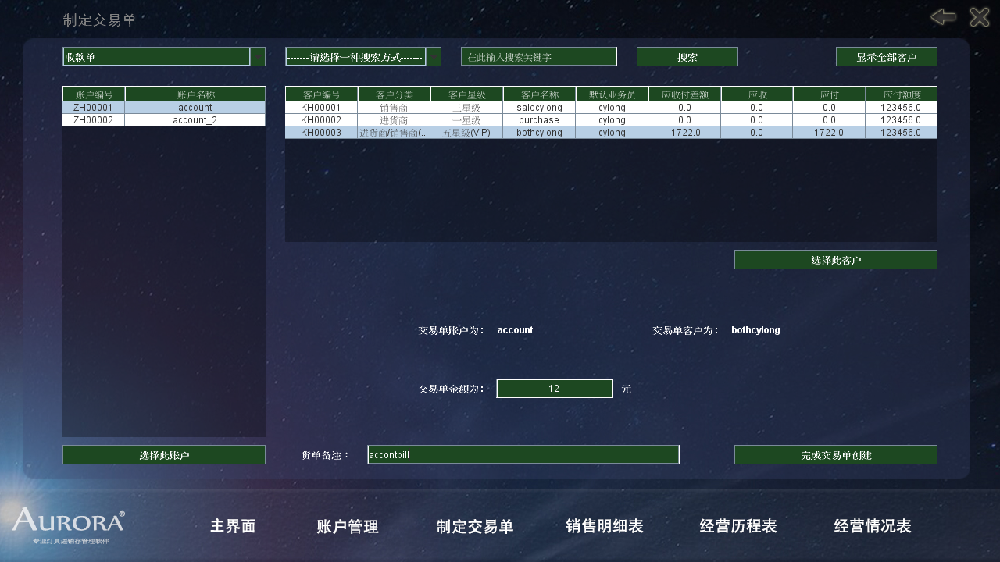 制定交易单
收款单
------请选择一种搜索方式------
在此输入搜索关键字
搜索
显示全部客户
账户编号 账户名称
ZH00001 account
ZH00002 account_2
客户编号 客户分类 客户星级 客户名称 默认业务员 应收付差额 应收 应付 应付额度
KH00001 销售商 三星级 salecylong cylong 0.0 0.0 0.0 123456.0
KH00002 进货商 一星级 purchase cylong 0.0 0.0 0.0 123456.0
KH00003 进货商/销售商(... 五星级(VIP) bothcylong cylong -1722.0 0.0 1722.0 123456.0
选择此客户
交易单账户为： account
交易单客户为： bothcylong
交易单金额为： 12 元
选择此账户
货单备注： accontbill
完成交易单创建
AURORA®
专业灯具进销存管理软件
主界面 账户管理 制定交易单 销售明细表 经营历程表 经营情况表